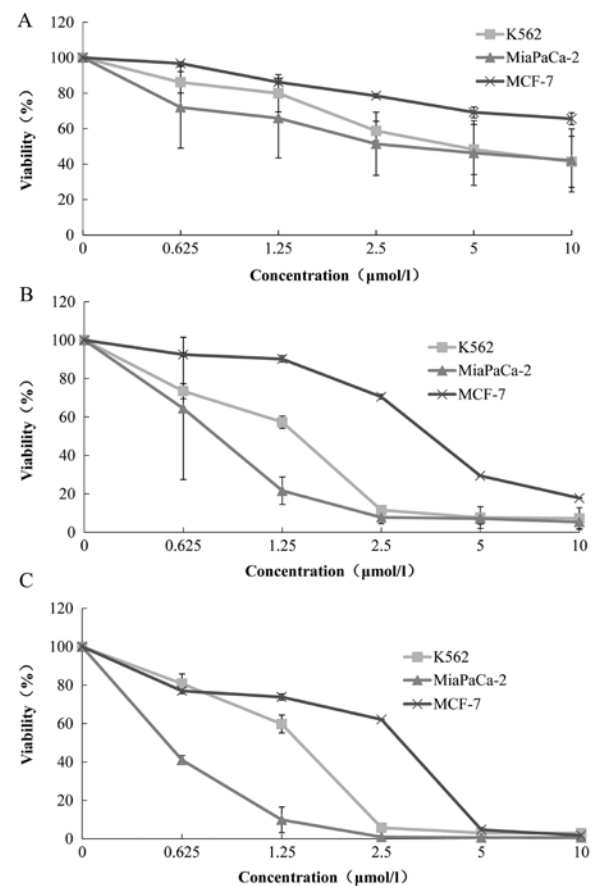 A
120
100
80
60
40
20
0
Viability (%)
K562
MiaPaCa-2
MCF-7
0 0.625 1.25 2.5 5 10
Concentration（μmol/l）
B
120
100
80
60
40
20
0
Viability（%）
K562
MiaPaCa-2
MCF-7
0 0.625 1.25 2.5 5 10
Concentration（μmol/l）
C
120
100
80
60
40
20
0
Viability（%）
K562
MiaPaCa-2
MCF-7
0 0.625 1.25 2.5 5 10
Concentration（μmol/l）